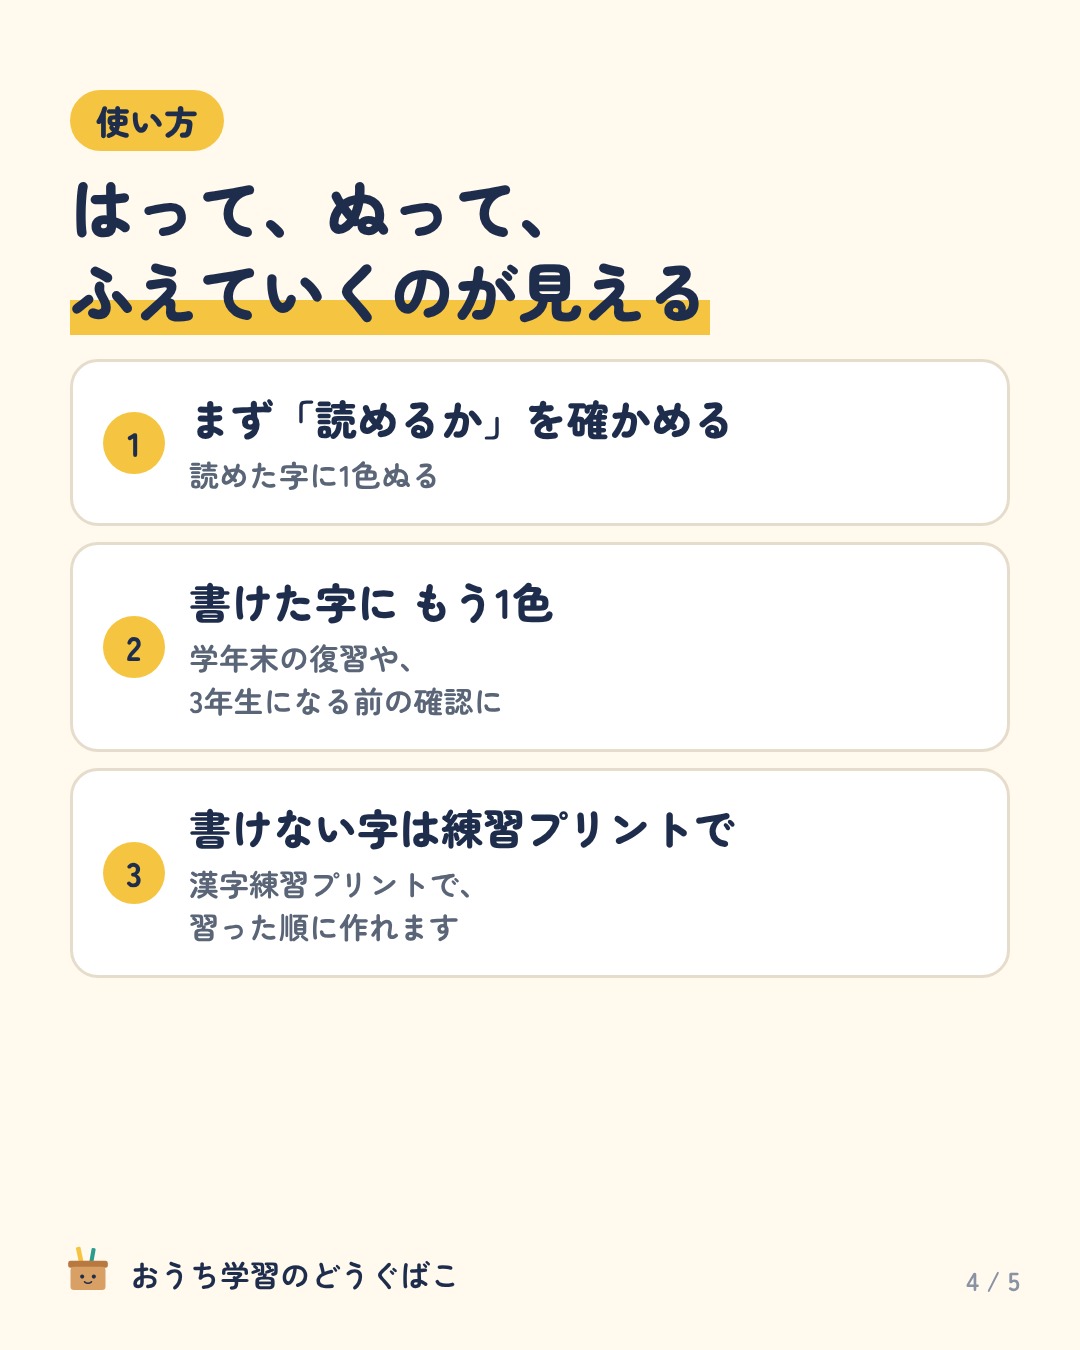 使い方
はって、ぬって、
ふえていくのが見える
1
まず「読めるか」を確かめる
読めた字に1色ぬる
2
書けた字に もう1色
学年末の復習や、
3年生になる前の確認に
3
書けない字は練習プリントで
漢字練習プリントで、
習った順に作れます
おうち学習のどうぐばこ
4 / 5